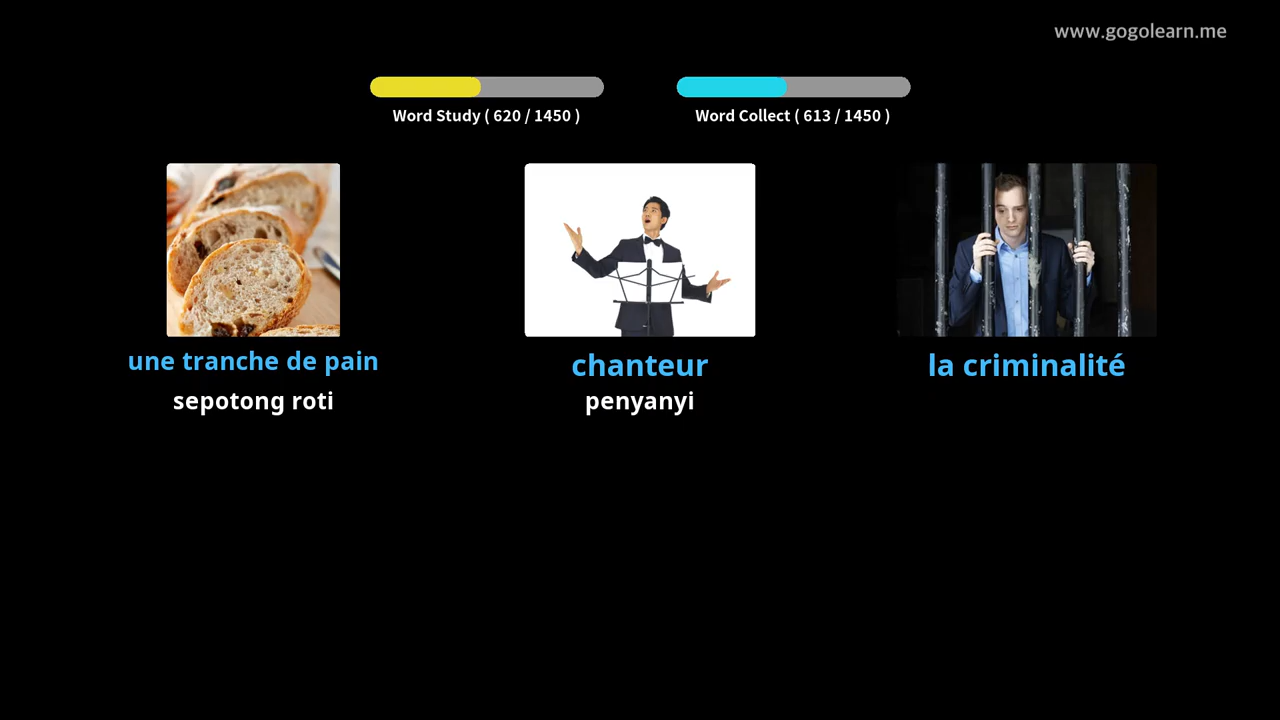 www.gogolearn.me
Word Study ( 620 / 1450 )
Word Collect ( 613 / 1450 )
une tranche de pain
sepotong roti
chanteur
penyanyi
la criminalité